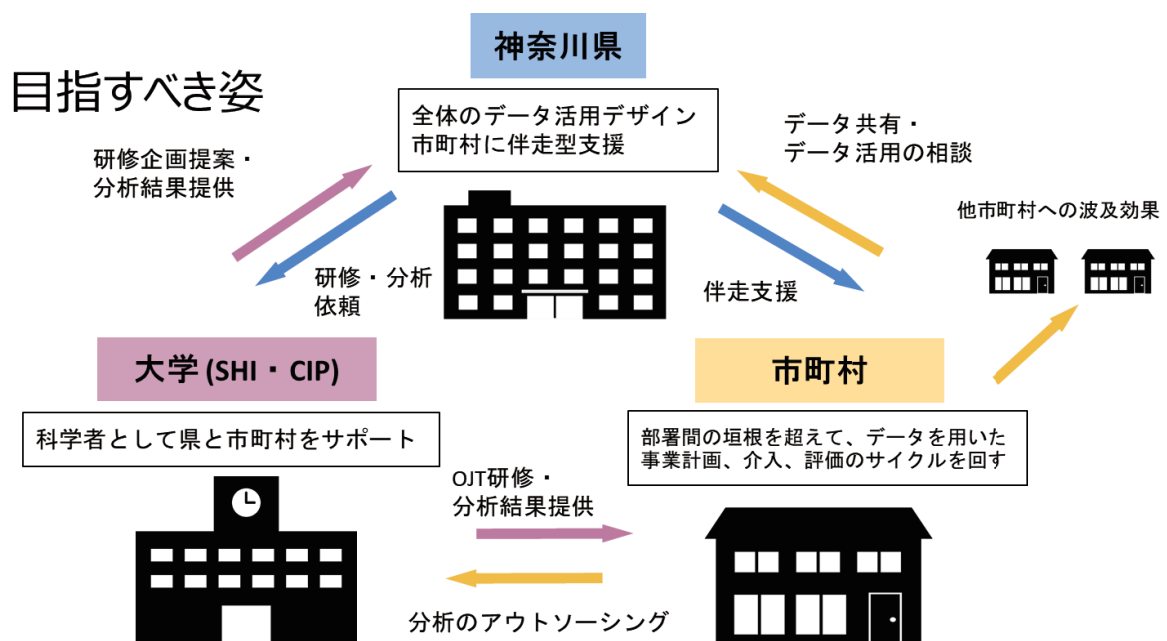 神奈川県
目指すべき姿
全体のデータ活用デザイン
市町村に伴走型支援
データ共有・
データ活用の相談
研修企画提案・
分析結果提供
他市町村への波及効果
研修・分析
依頼
伴走支援
大学(SHI・CIP)
市町村
科学者として県と市町村をサポート
部署間の垣根を超えて、データを用いた
事業計画、介入、評価のサイクルを回す
OJT研修・
分析結果提供
分析のアウトソーシング